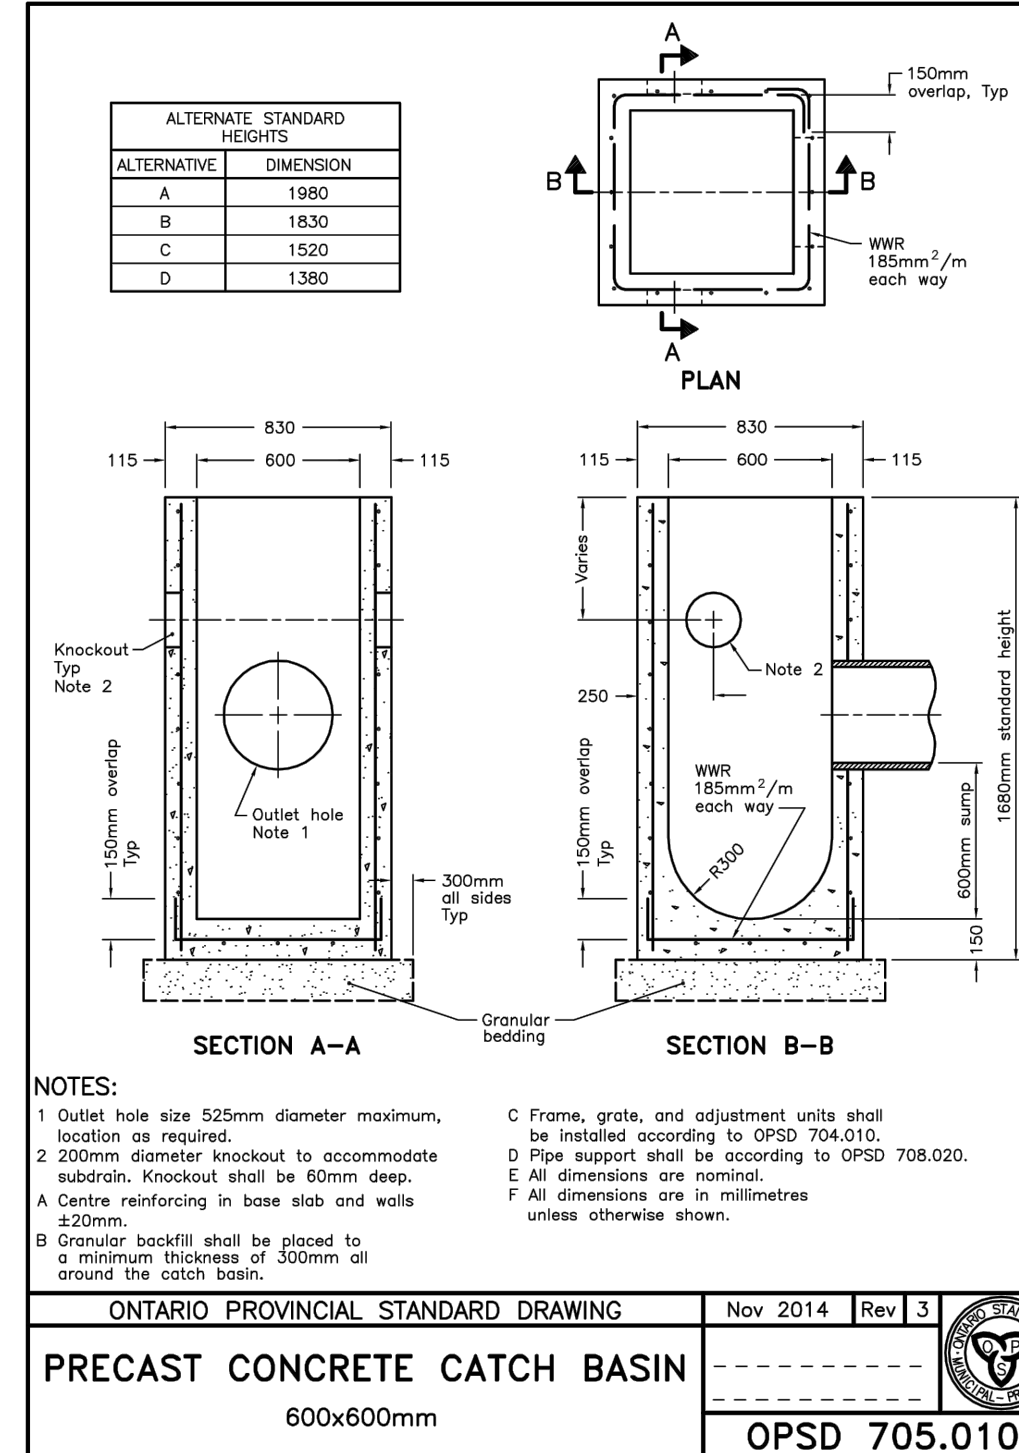 ALTERNATE STANDARD
HEIGHTS
ALTERNATIVE DIMENSION
A 1980
B 1830
C 1520
D 1380
A
150mm
overlap, Typ
B B
WWR
185mm²/m
each way
A
PLAN
830
115 600 115
Knockout
Typ
Note 2
150mm overlap
Typ
Outlet hole
Note 1
300mm
all sides
Typ
SECTION A-A
830
115 600 115
Varies
Note 2
250
150mm overlap
Typ
WWR
185mm²/m
each way
R300
600mm sump
150
1680mm standard height
Granular
bedding
SECTION B-B
NOTES:
1 Outlet hole size 525mm diameter maximum,
location as required.
2 200mm diameter knockout to accommodate
subdrain. Knockout shall be 60mm deep.
A Centre reinforcing in base slab and walls
±20mm.
B Granular backfill shall be placed to
a minimum thickness of 300mm all
around the catch basin.
C Frame, grate, and adjustment units shall
be installed according to OPSD 704.010.
D Pipe support shall be according to OPSD 708.020.
E All dimensions are nominal.
F All dimensions are in millimetres
unless otherwise shown.
ONTARIO PROVINCIAL STANDARD DRAWING
Nov 2014 Rev 3
PRECAST CONCRETE CATCH BASIN
600x600mm
OPSD 705.010
ONTARIO
MUNICIPAL
O P
S